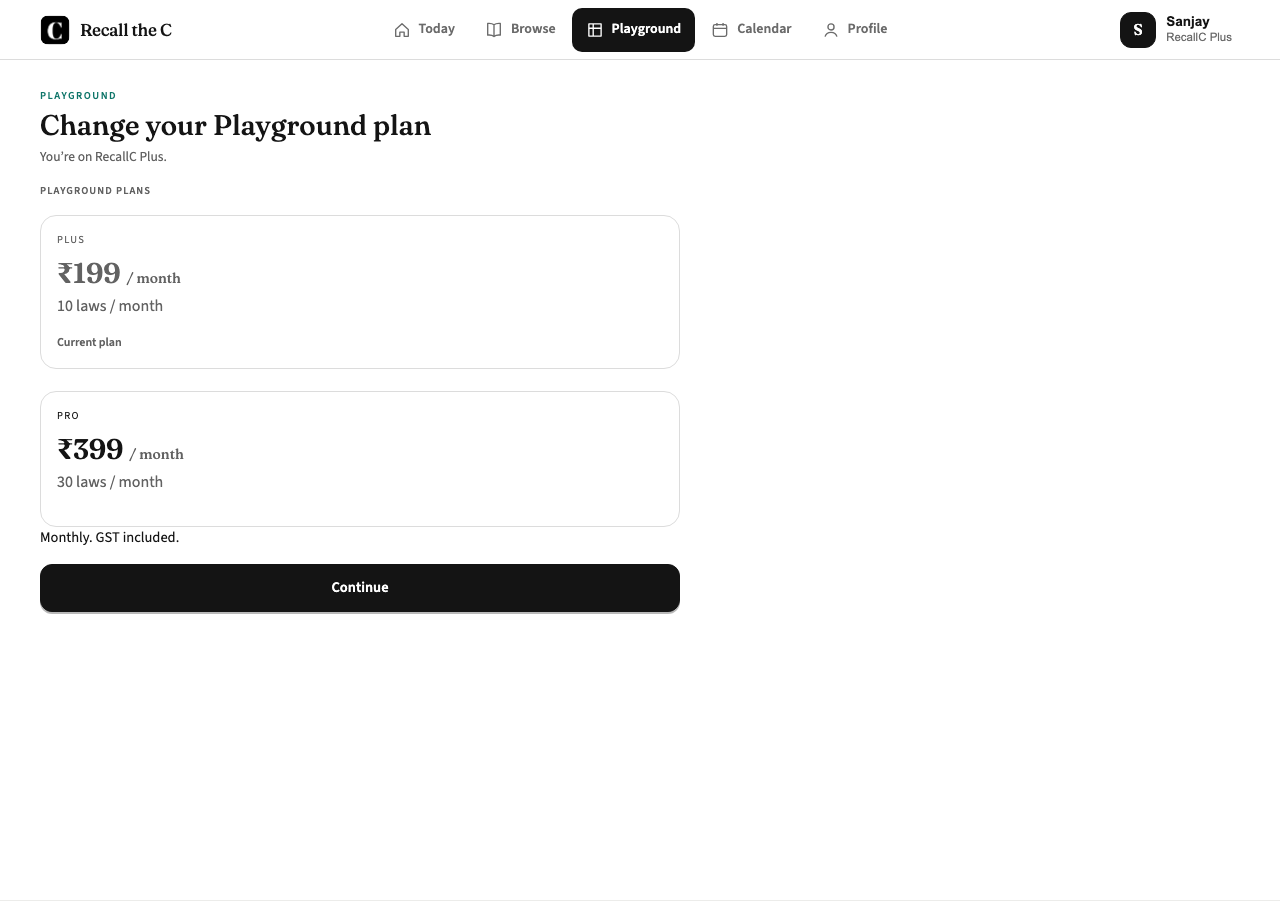 C Recall the C
Today
Browse
Playground
Calendar
Profile
S
Sanjay
RecallC Plus
PLAYGROUND
Change your Playground plan
You're on RecallC Plus.
PLAYGROUND PLANS
PLUS
₹199 / month
10 laws / month
Current plan
PRO
₹399 / month
30 laws / month
Monthly. GST included.
Continue